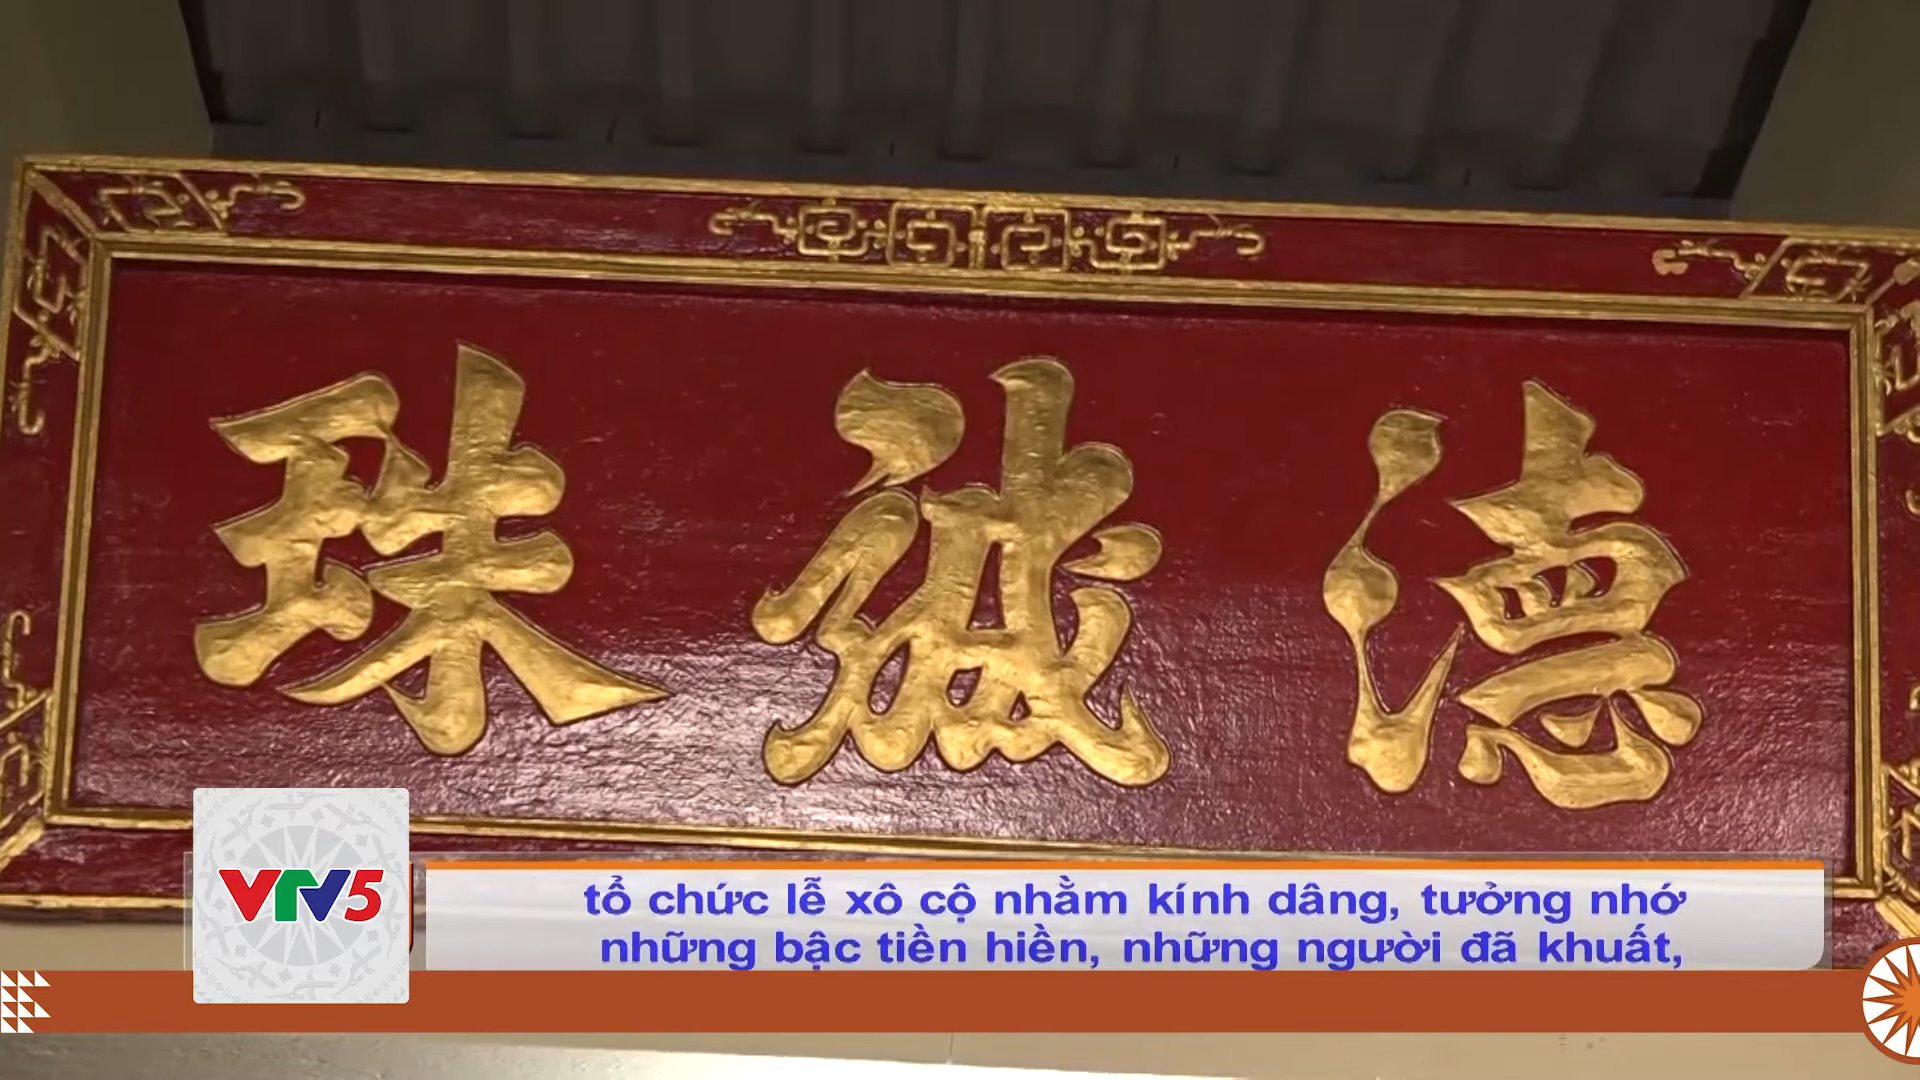 珠誠德
VTV5
tổ chức lễ xô cộ nhằm kính dâng, tưởng nhớ
những bậc tiền hiền, những người đã khuất,